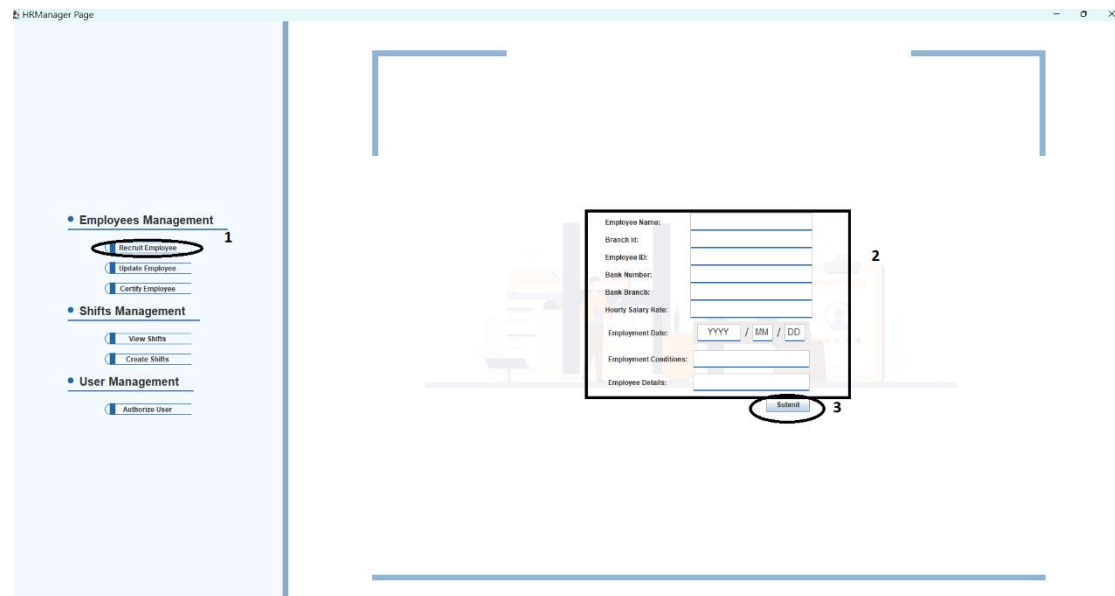 HRManager Page
Employees Management
1
Recruit Employee
Update Employee
Certify Employee
Shifts Management
View Shifts
Create Shifts
User Management
Authorize User
Employee Name:
Branch Id:
Employee ID:
2
Bank Number:
Bank Branch:
Hourly Salary Rate:
Employment Date: YYYY / MM / DD
Employment Conditions:
Employee Details:
Submit 3